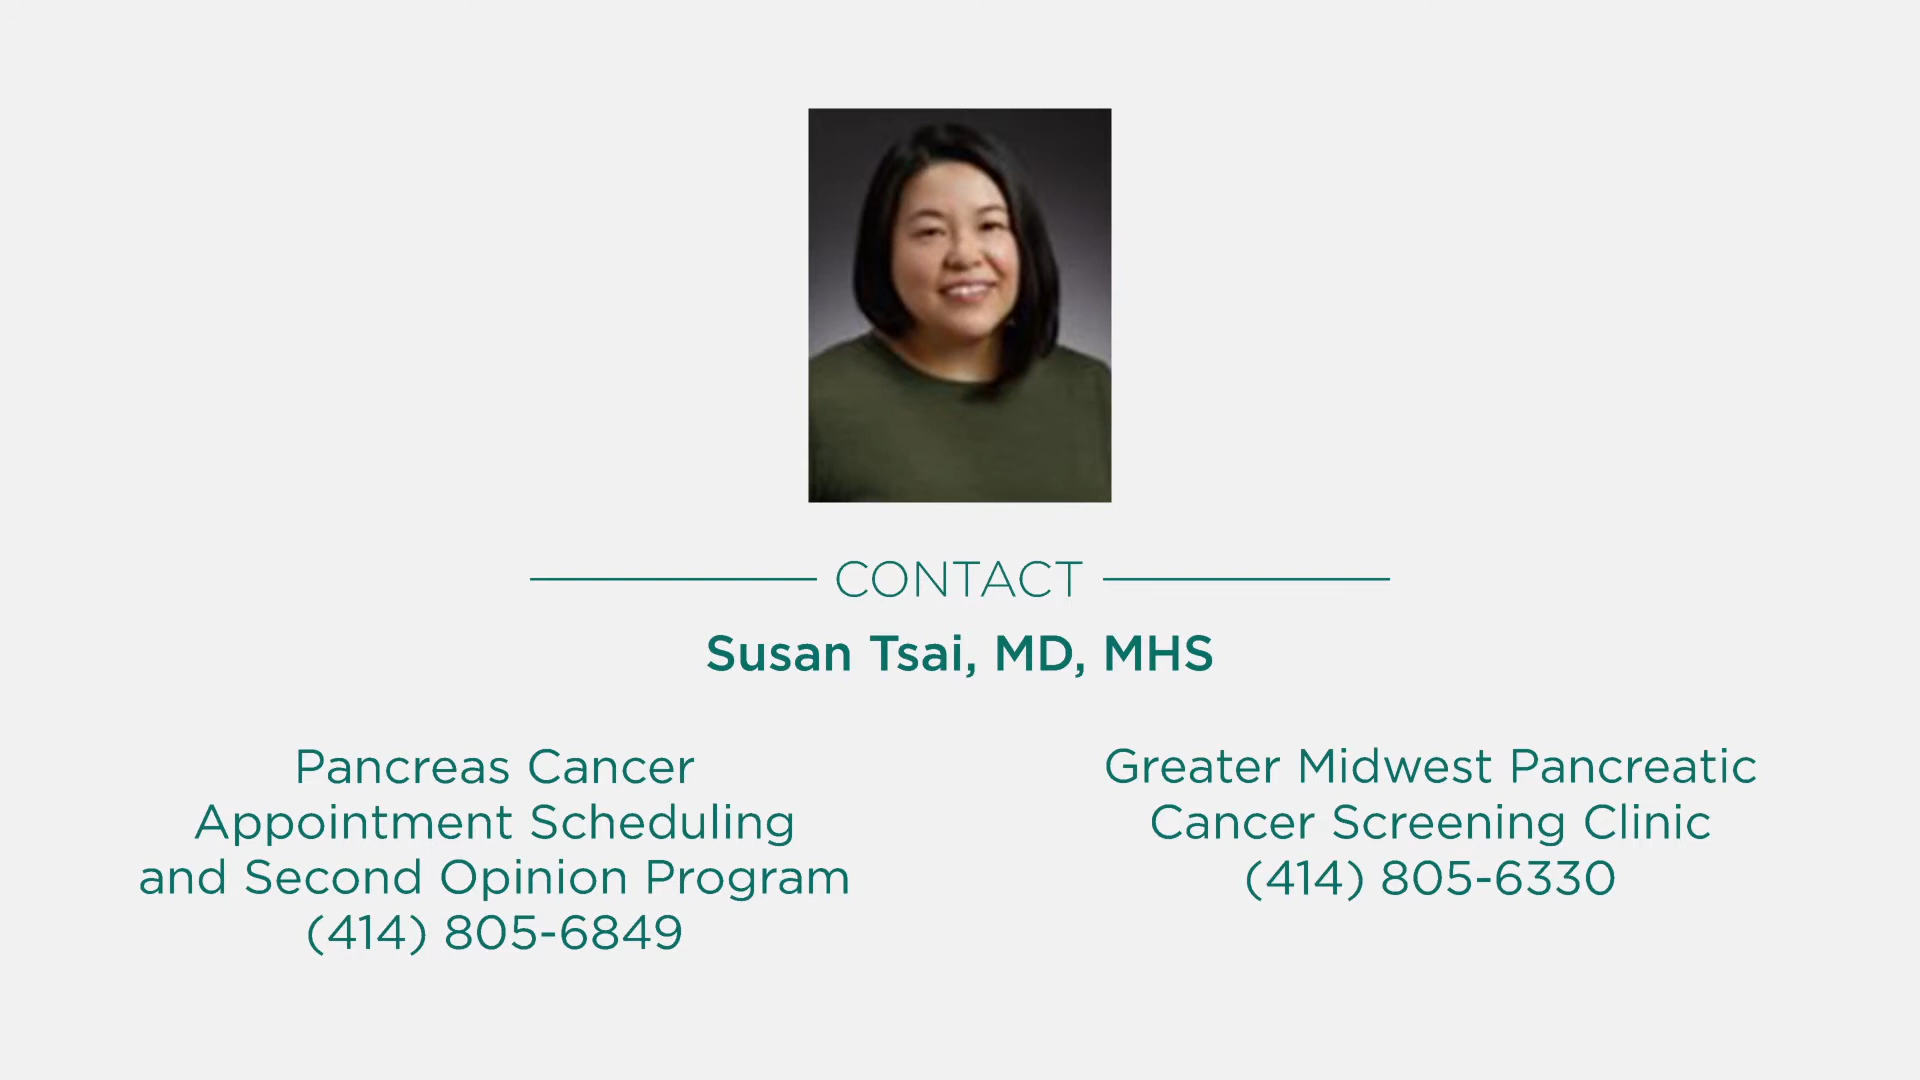 CONTACT
Susan Tsai, MD, MHS
Pancreas Cancer
Appointment Scheduling
and Second Opinion Program
(414) 805-6849
Greater Midwest Pancreatic
Cancer Screening Clinic
(414) 805-6330